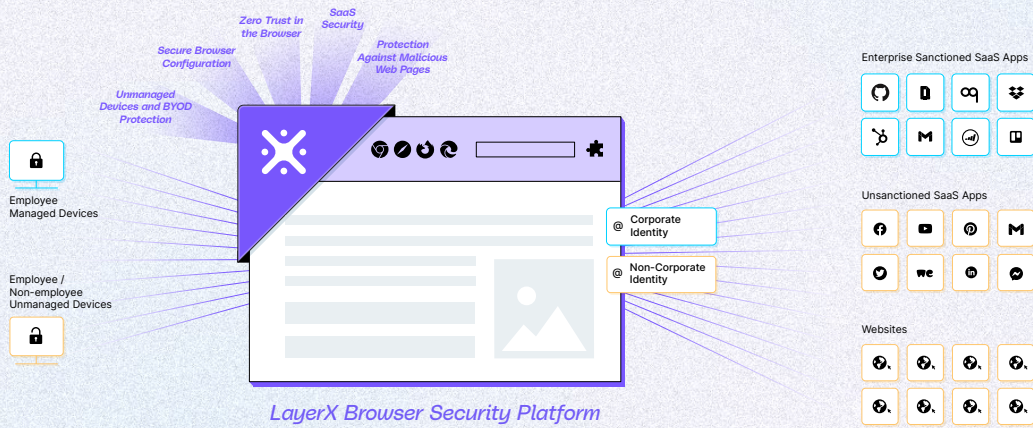 SaaS
Security
Zero Trust in
the Browser
Secure Browser
Configuration
Protection
Against Malicious
Web Pages
Unmanaged
Devices and BYOD
Protection
Employee
Managed Devices
Employee /
Non-employee
Unmanaged Devices
@ Corporate
Identity
@ Non-Corporate
Identity
Enterprise Sanctioned SaaS Apps
Unsanctioned SaaS Apps
we
in
Websites
LayerX Browser Security Platform